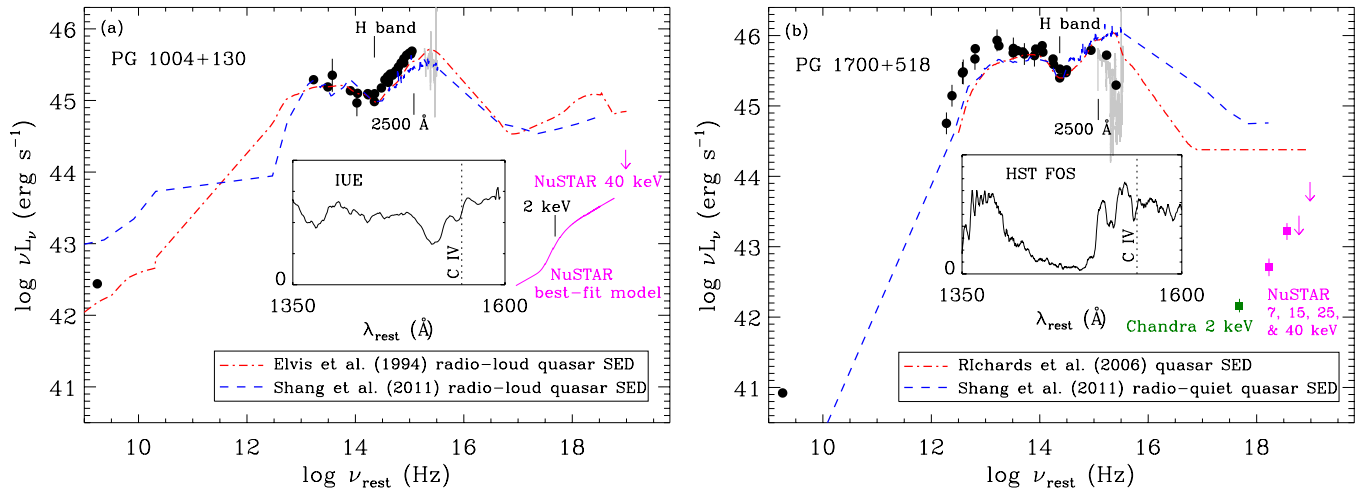 (a)
PG 1004+130
H band
2500 Å
IUE
C IV
0
1350
1600
λrest (Å)
NuSTAR 40 keV
2 keV
NuSTAR
best-fit model
Elvis et al. (1994) radio-loud quasar SED
Shang et al. (2011) radio-loud quasar SED
46
45
44
43
42
41
log νLν (erg s−1)
10
12
14
16
18
log νrest (Hz)
(b)
PG 1700+518
H band
2500 Å
HST FOS
C IV
0
1350
1600
λrest (Å)
Chandra 2 keV
NuSTAR
7, 15, 25,
& 40 keV
RIchards et al. (2006) quasar SED
Shang et al. (2011) radio-quiet quasar SED
46
45
44
43
42
41
log νLν (erg s−1)
10
12
14
16
18
log νrest (Hz)